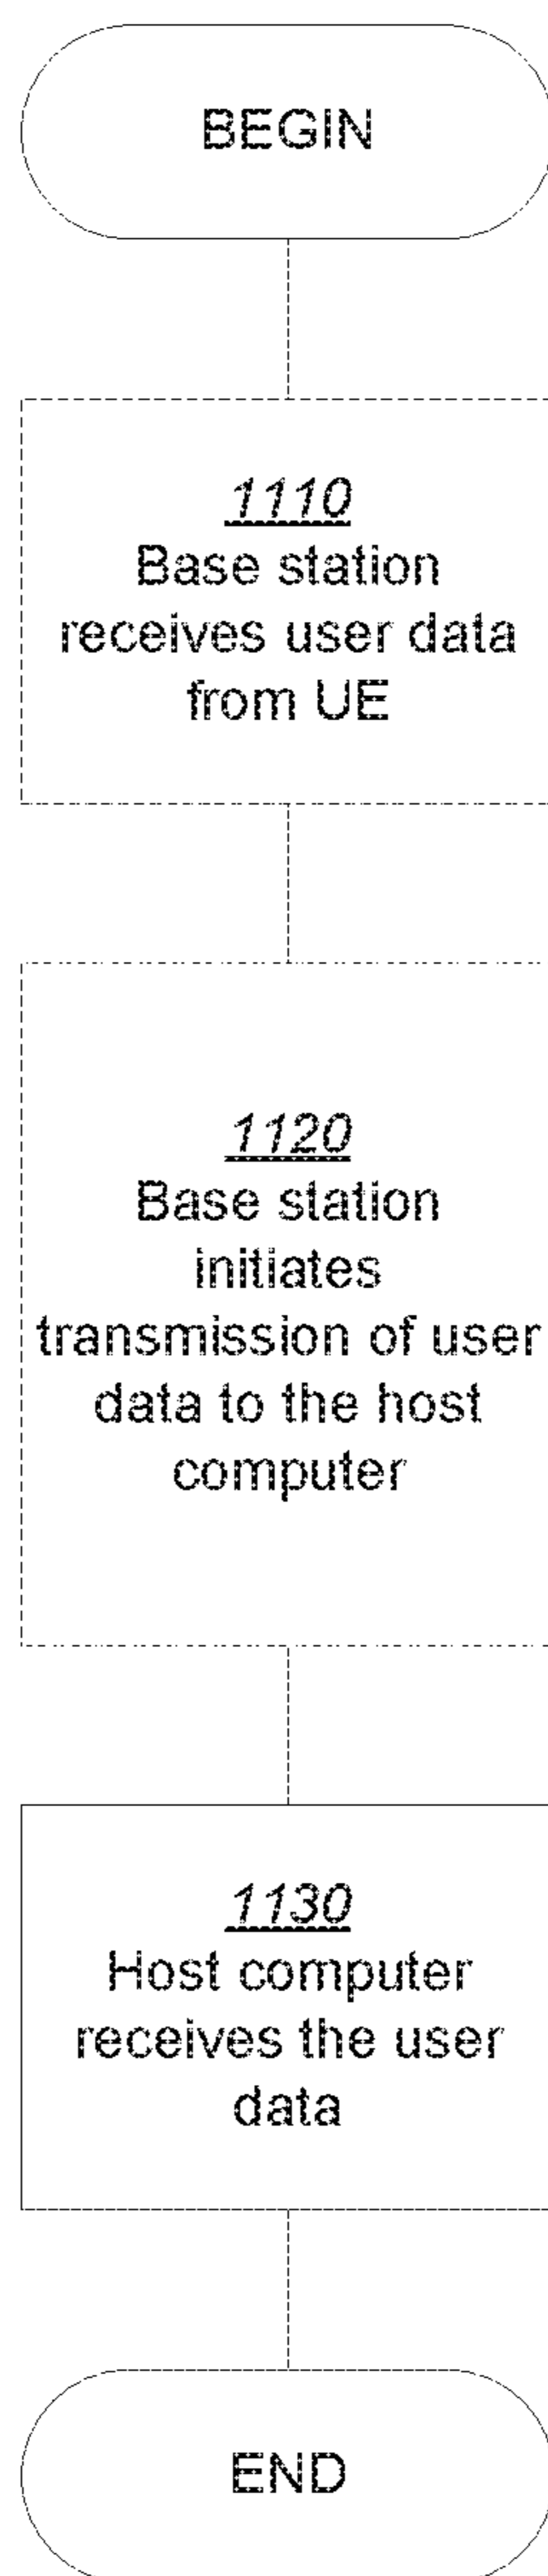 BEGIN
1110
Base station
receives user data
from UE
1120
Base station
initiates
transmission of user
data to the host
computer
1130
Host computer
receives the user
data
END